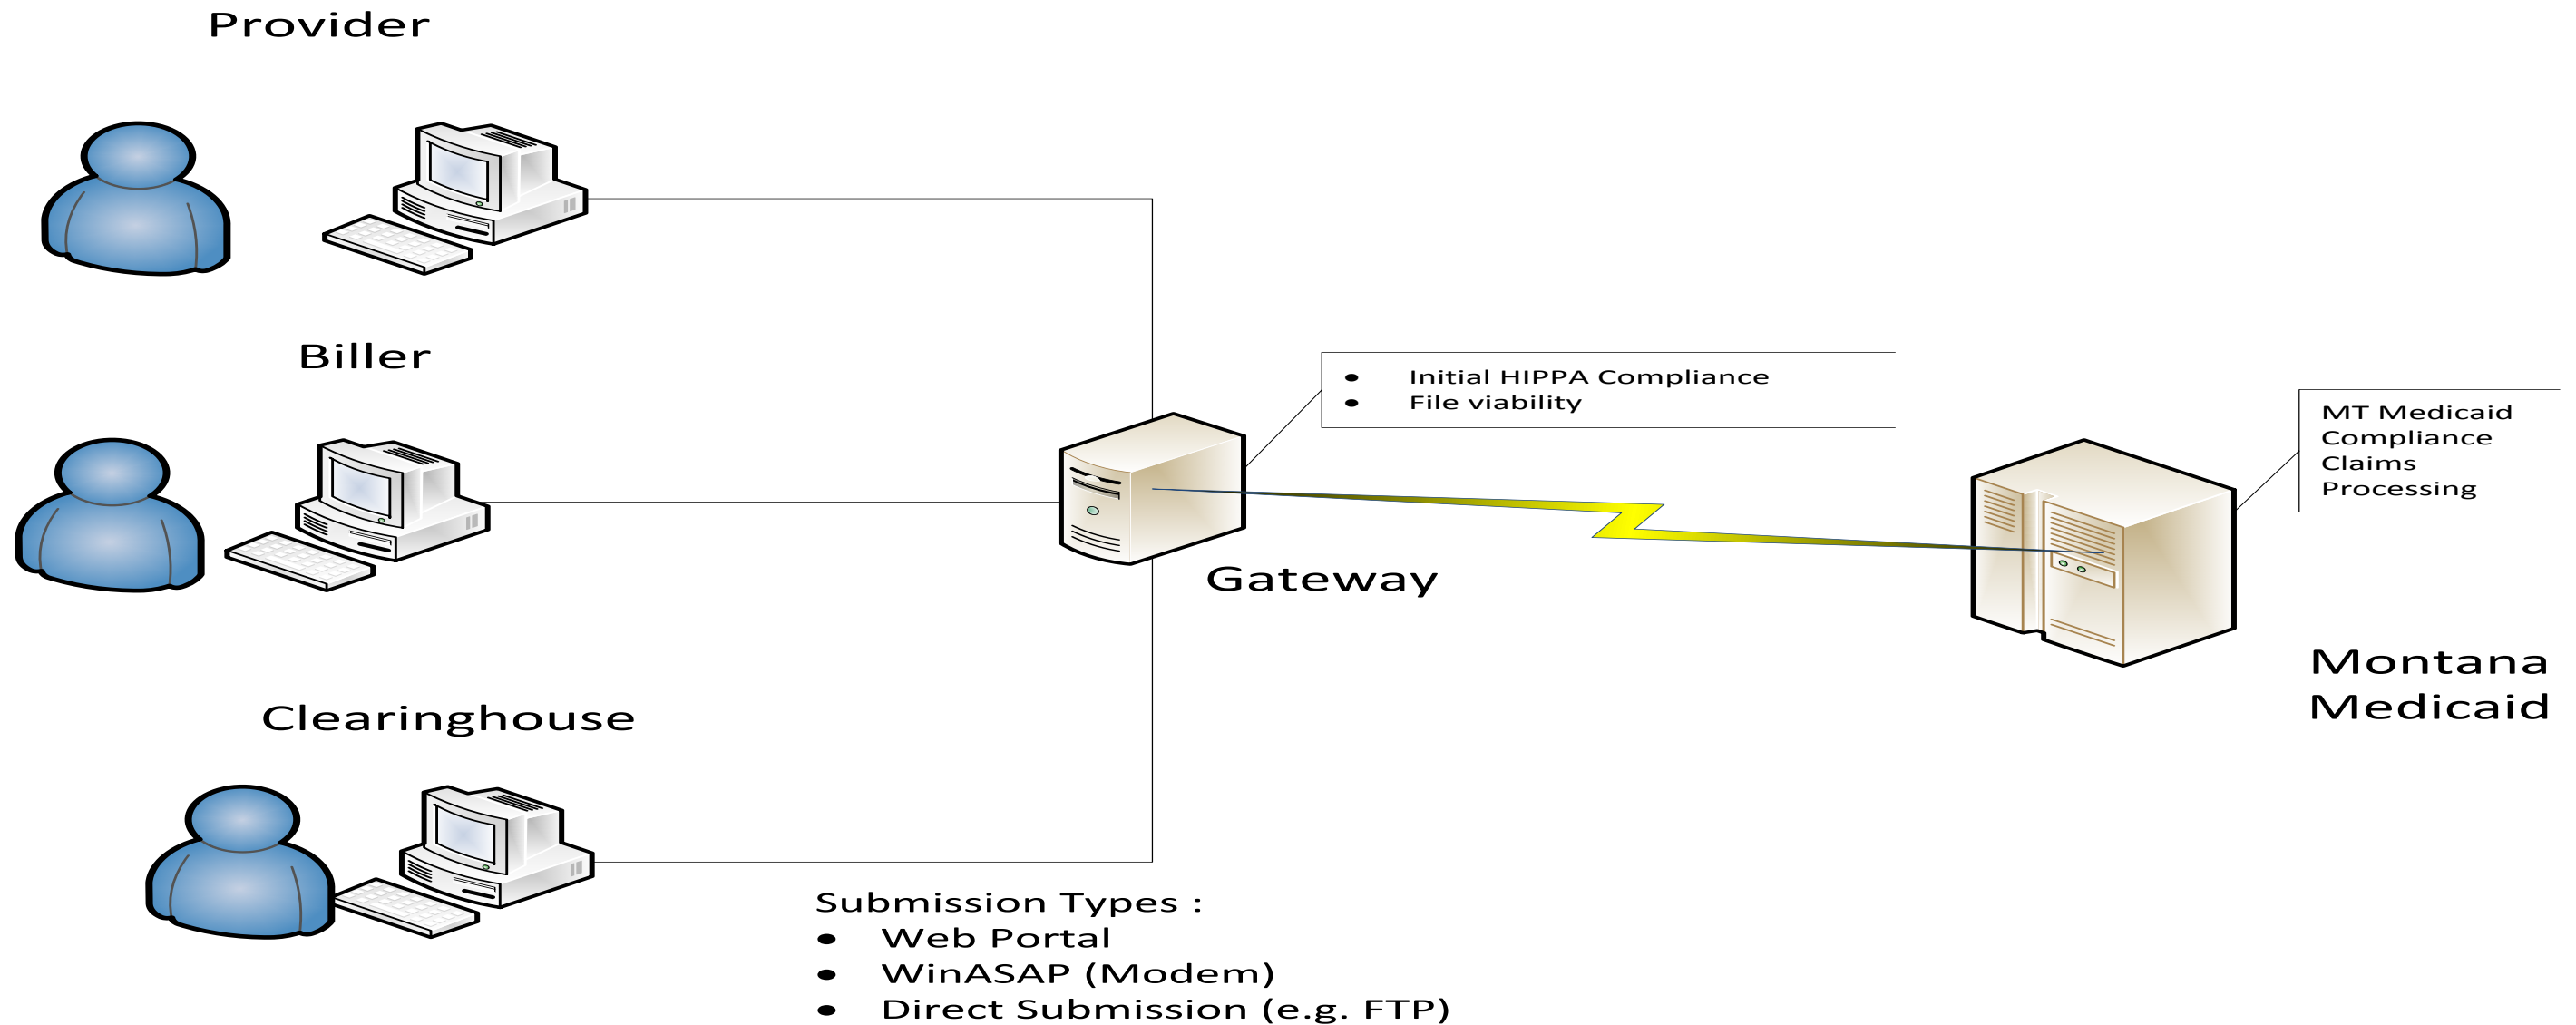 Provider
Biller
• Initial HIPPA Compliance
• File viability
MT Medicaid
Compliance
Claims
Processing
Gateway
Montana
Medicaid
Clearinghouse
Submission Types :
• Web Portal
• WinASAP (Modem)
• Direct Submission (e.g. FTP)